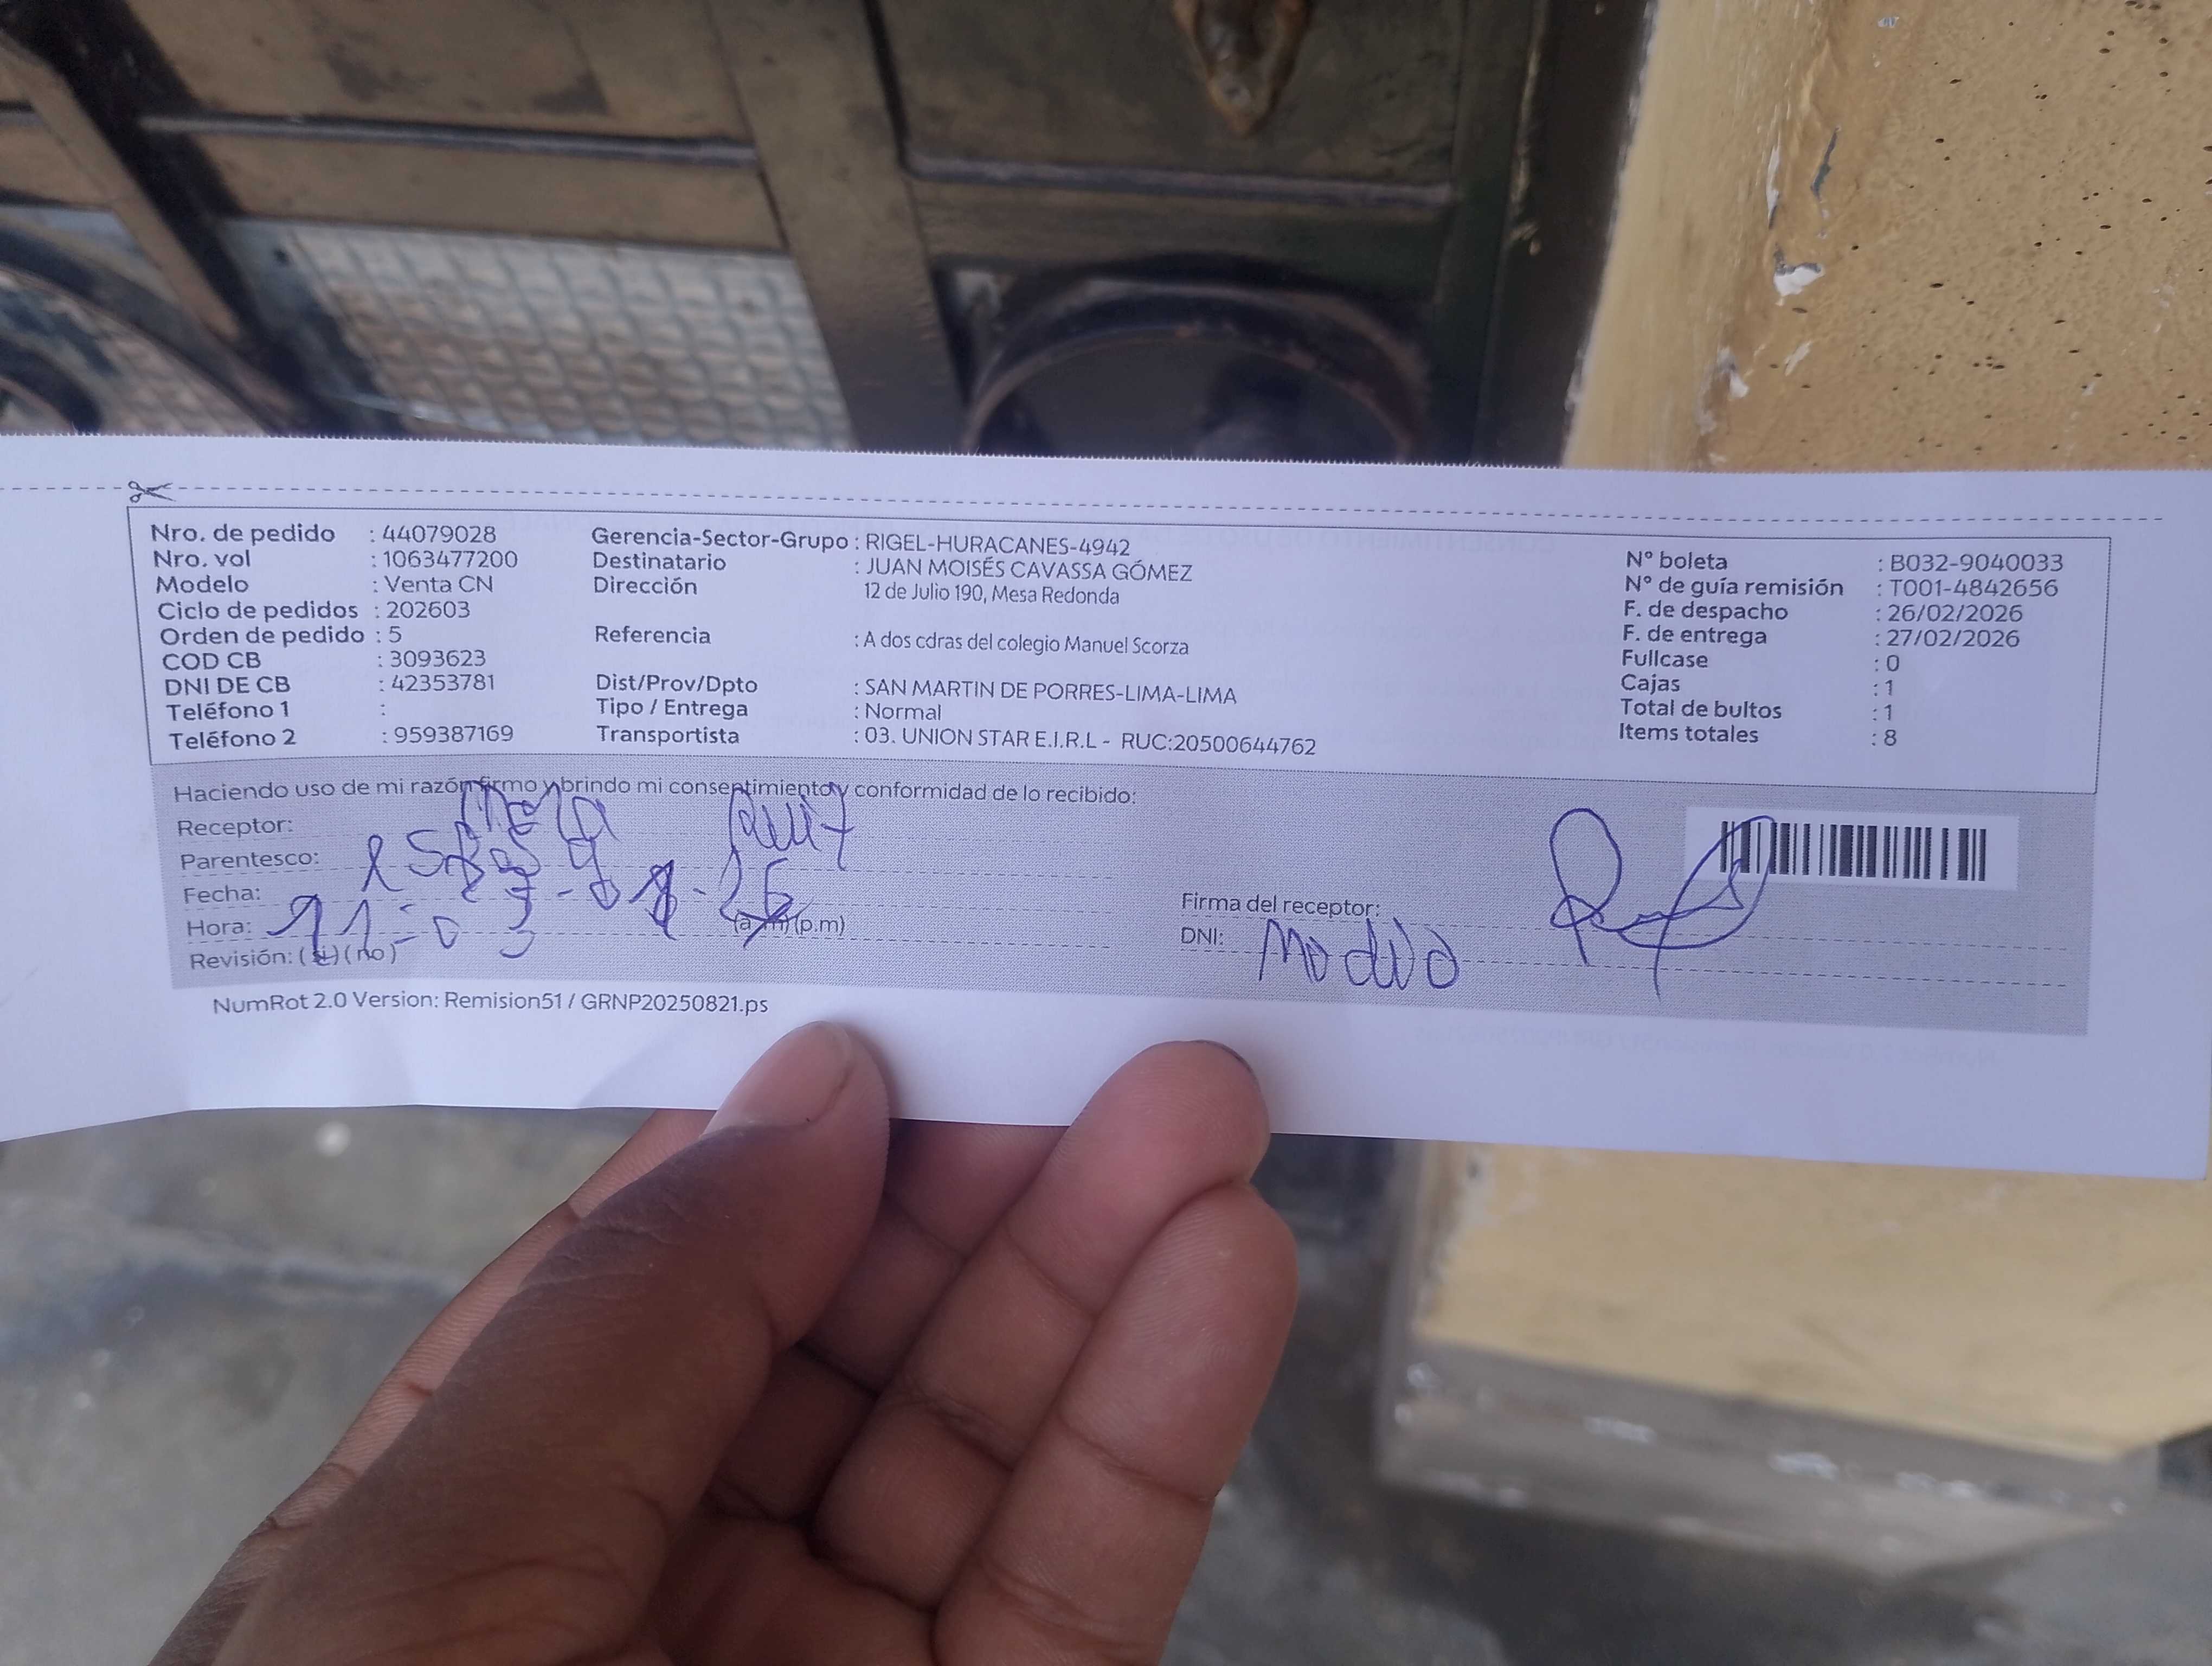 Nro. de pedido : 44079028
Nro. vol : 1063477200
Modelo : Venta CN
Ciclo de pedidos : 202603
Orden de pedido : 5
COD CB : 3093623
DNI DE CB : 42353781
Teléfono 1 :
Teléfono 2 : 959387169
Gerencia-Sector-Grupo : RIGEL-HURACANES-4942
Destinatario : JUAN MOISÉS CAVASSA GÓMEZ
Dirección 12 de Julio 190, Mesa Redonda
Referencia : A dos cdras del colegio Manuel Scorza
Dist/Prov/Dpto : SAN MARTIN DE PORRES-LIMA-LIMA
Tipo / Entrega : Normal
Transportista : 03. UNION STAR E.I.R.L - RUC:20500644762
N° boleta : B032-9040033
N° de guía remisión : T001-4842656
F. de despacho : 26/02/2026
F. de entrega : 27/02/2026
Fullcase : 0
Cajas : 1
Total de bultos : 1
Items totales : 8
Haciendo uso de mi razón firmo y brindo mi consentimiento y conformidad de lo recibido:
Receptor:
Parentesco:
Fecha:
Hora: 11:03 (a.m) (p.m)
Revisión: (si) (no)
Firma del receptor:
DNI:
NumRot 2.0 Version: Remision51 / GRNP20250821.ps